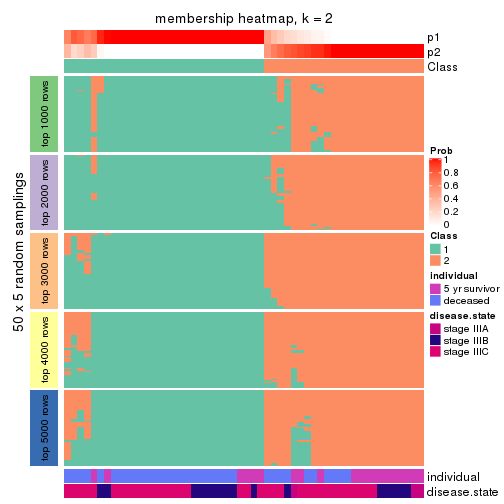 membership heatmap, k = 2
p1
p2
Class
50 x 5 random samplings
top 1000 rows
top 2000 rows
top 3000 rows
top 4000 rows
top 5000 rows
Prob
1
0.8
0.6
0.4
0.2
0
Class
1
2
individual
5 yr survivor
deceased
disease.state
stage IIIA
stage IIIB
stage IIIC
individual
disease.state